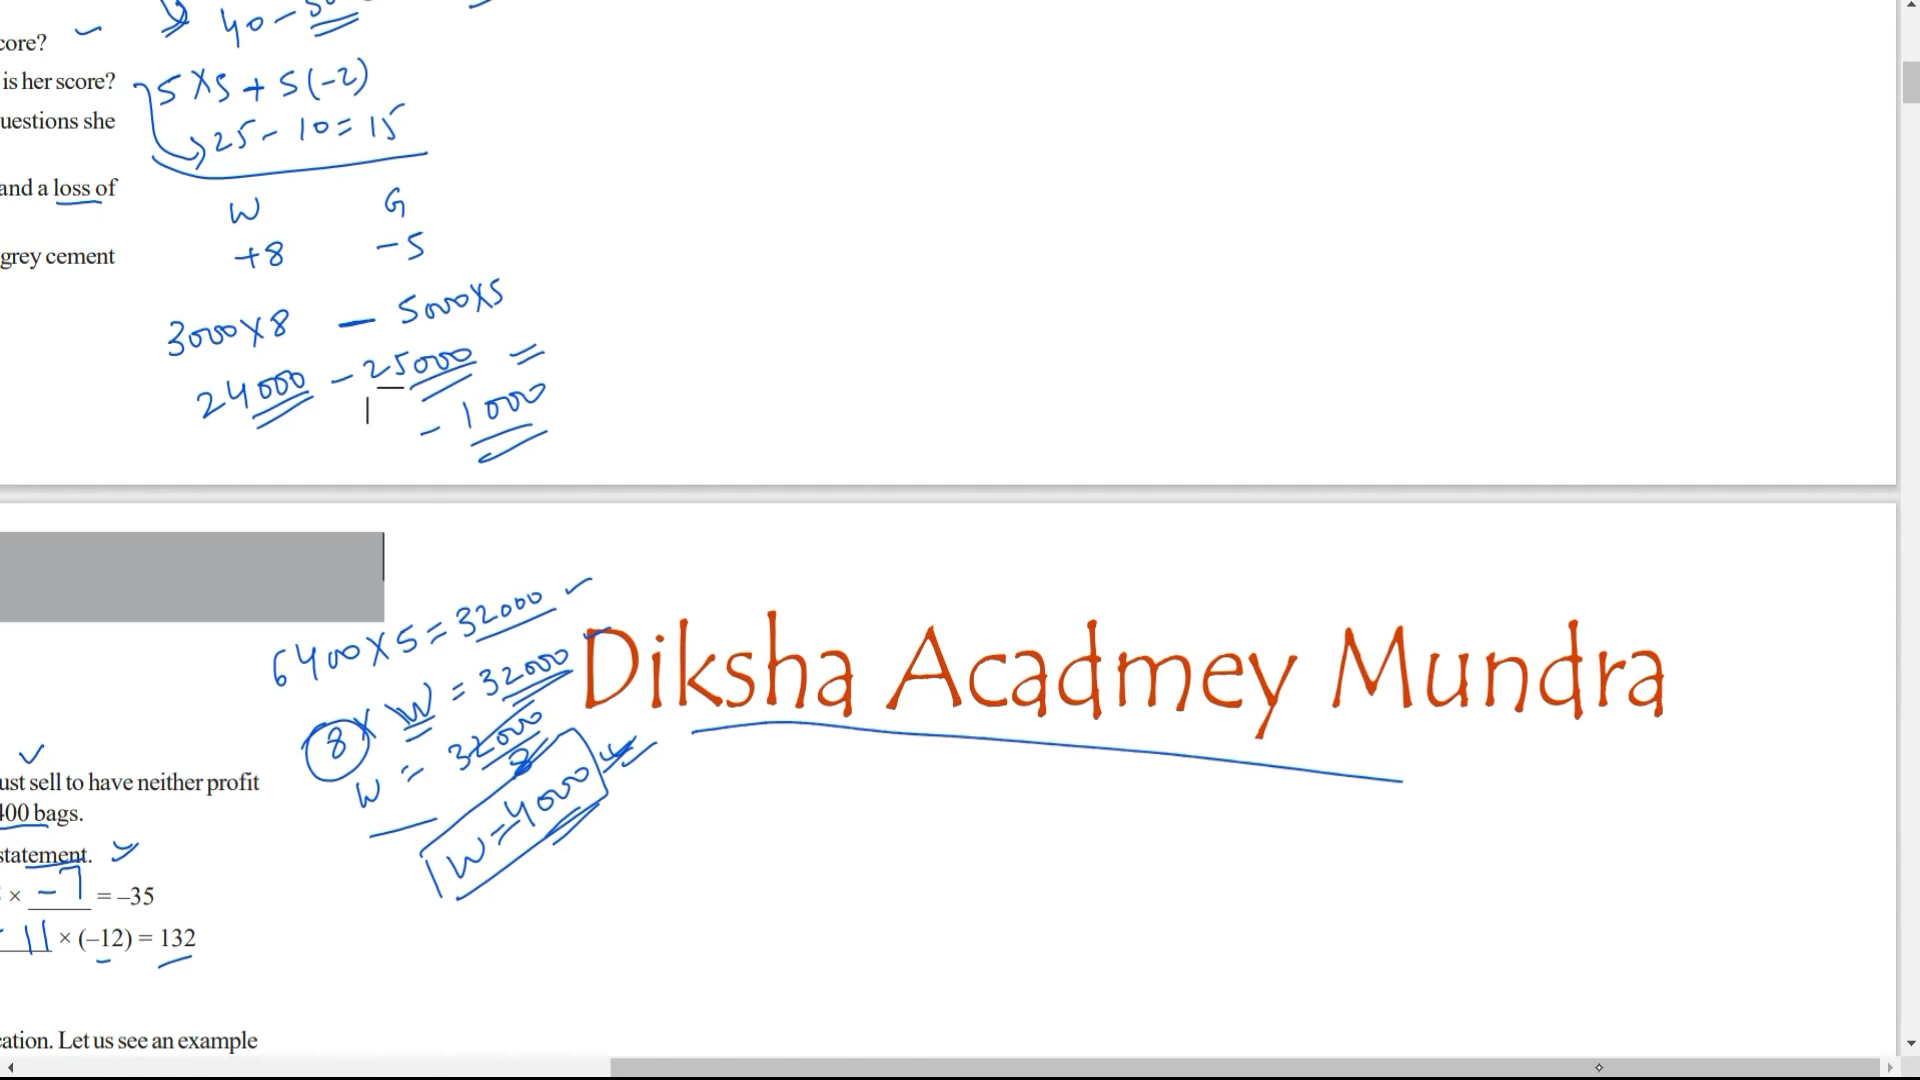 40 –
core?
is her score?
5 X 5 + 5 (-2)
uestions she
25 - 10 = 15
and a loss of
W G
+8 -5
grey cement
3000 X 8 — 5000 X 5
24000 - 25000 =
- 1000
6400 X 5 = 32000
8 X W = 32000
W = 32000
8
W = 4000
Diksha Acadmey Mundra
ust sell to have neither profit
400 bags.
statement.
× -7 = –35
- 11 × (–12) = 132
cation. Let us see an example